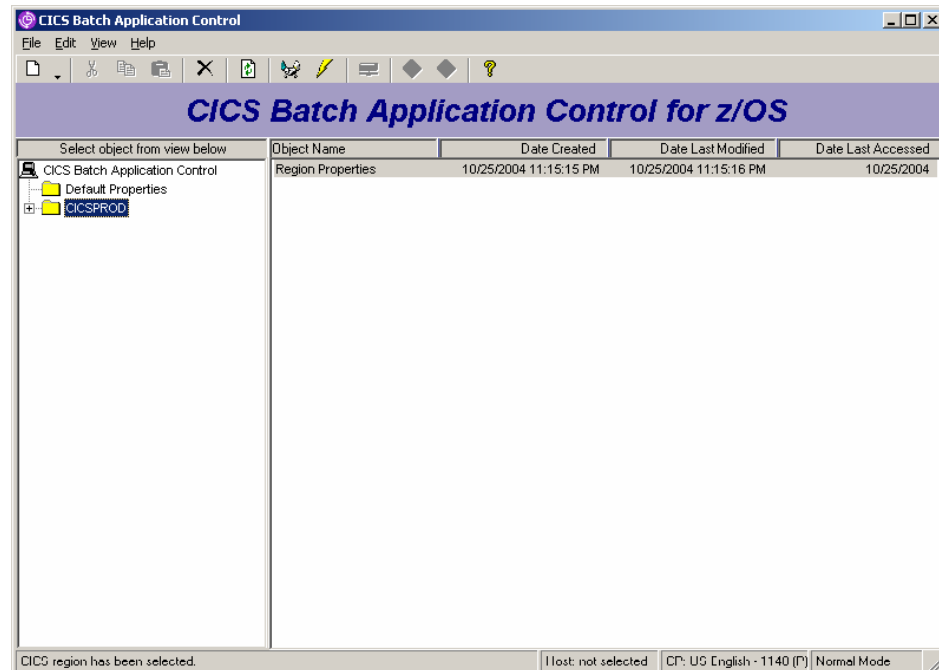 CICS Batch Application Control
File Edit View Help
CICS Batch Application Control for z/OS
Select object from view below
Object Name Date Created Date Last Modified Date Last Accessed
CICS Batch Application Control
Region Properties 10/25/2004 11:15:15 PM 10/25/2004 11:15:16 PM 10/25/2004
Default Properties
CICSPROD
CICS region has been selected.
Host: not selected
CP: US English - 1140 (P)
Normal Mode